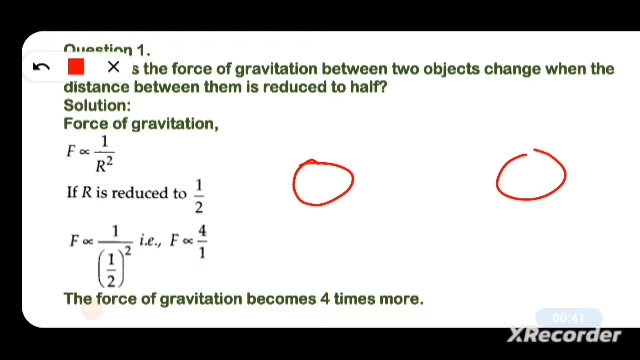 Question 1.
s the force of gravitation between two objects change when the
distance between them is reduced to half?
Solution:
Force of gravitation,
F ∝ 1/R²
If R is reduced to 1/2
F ∝ 1/(1/2)² i.e., F ∝ 4/1
The force of gravitation becomes 4 times more.
00:41
XRecorder